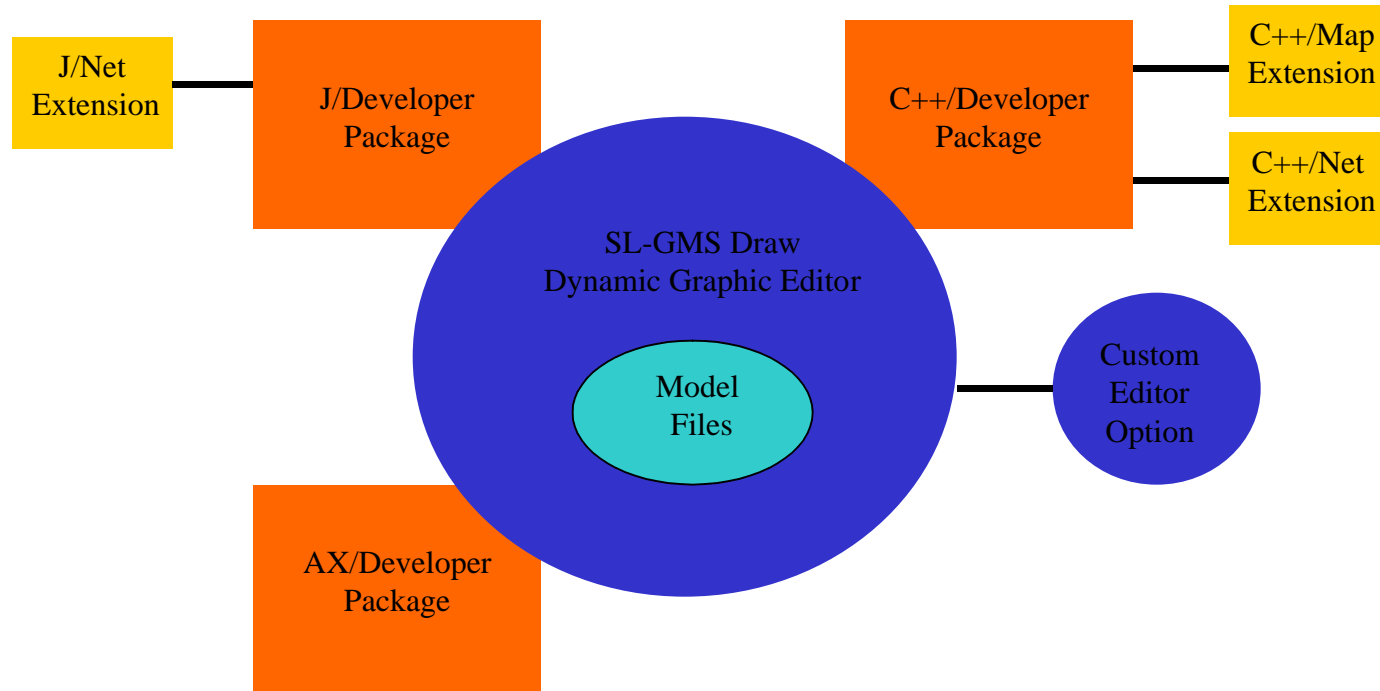 J/Net
Extension
J/Developer
Package
C++/Developer
Package
C++/Map
Extension
C++/Net
Extension
SL-GMS Draw
Dynamic Graphic Editor
Model
Files
Custom
Editor
Option
AX/Developer
Package